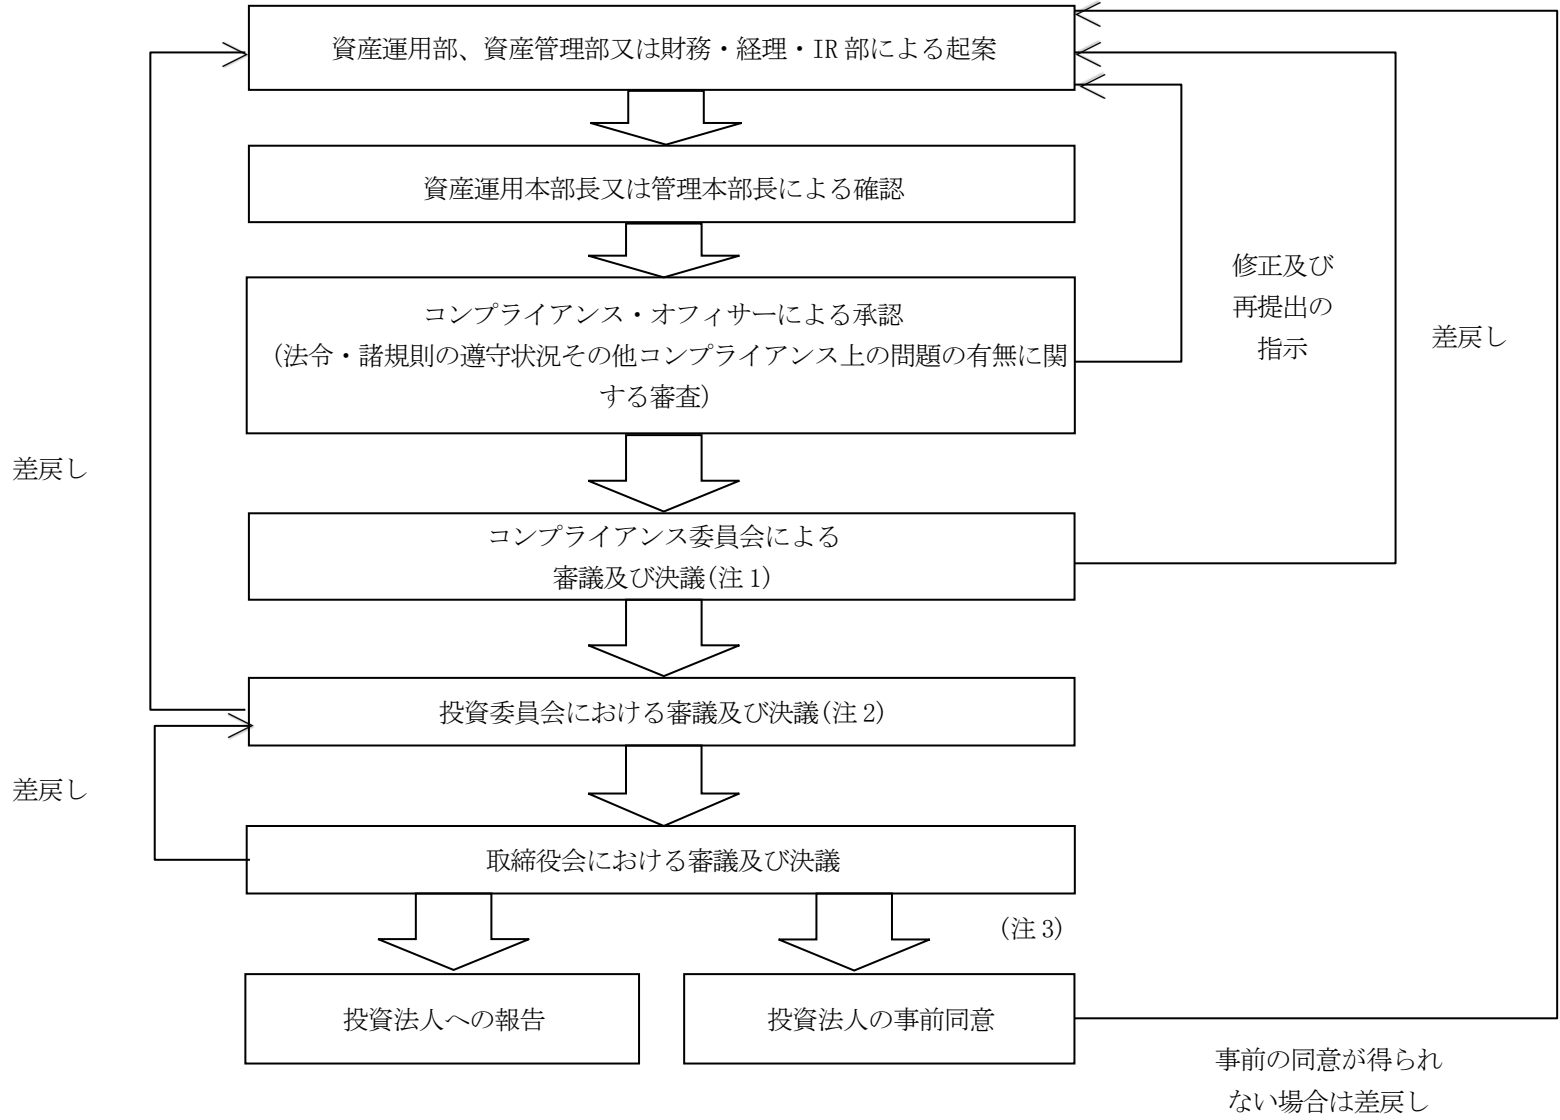 資産運用部、資産管理部又は財務・経理・IR 部による起案
資産運用本部長又は管理本部長による確認
コンプライアンス・オフィサーによる承認
(法令・諸規則の遵守状況その他コンプライアンス上の問題の有無に関
する審査)
修正及び
再提出の
指示
差戻し
差戻し
コンプライアンス委員会による
審議及び決議(注 1)
投資委員会における審議及び決議(注 2)
差戻し
取締役会における審議及び決議
(注 3)
投資法人への報告
投資法人の事前同意
事前の同意が得られ
ない場合は差戻し